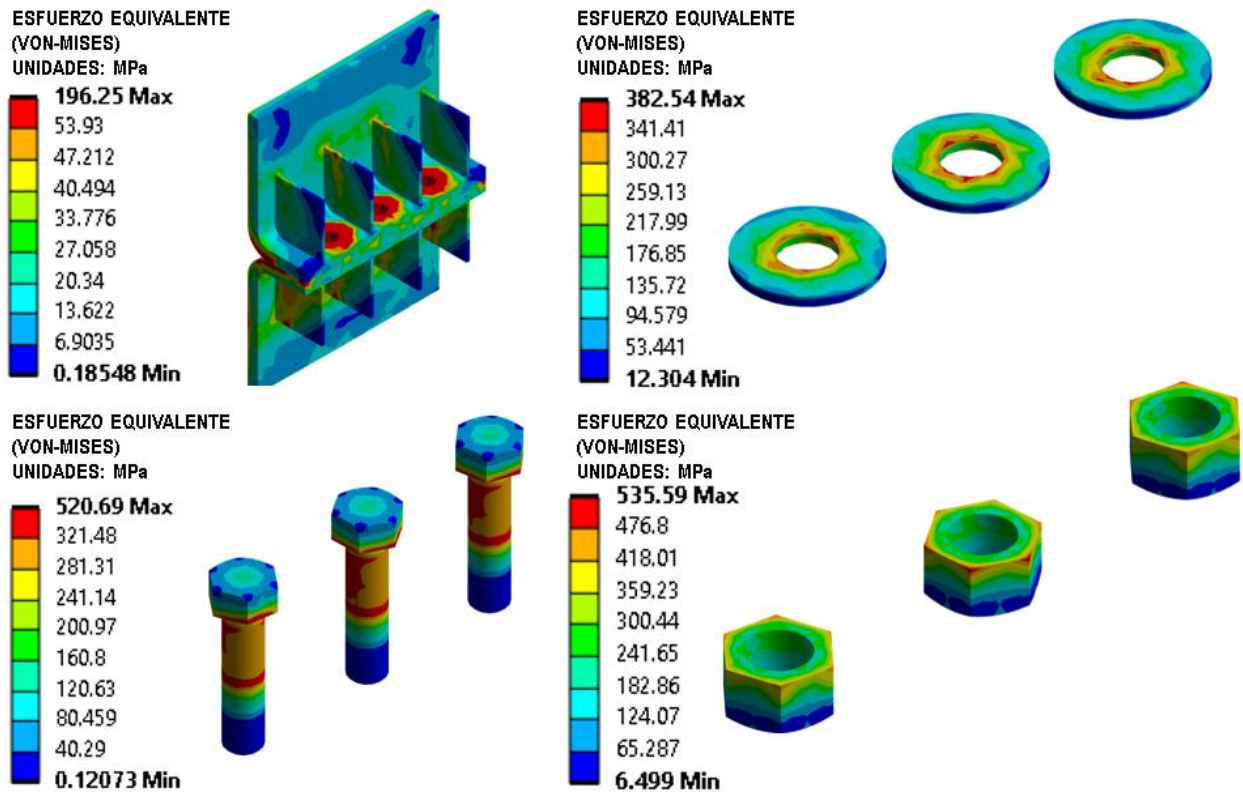 ESFUERZO EQUIVALENTE
(VON-MISES)
UNIDADES: MPa
196.25 Max
53.93
47.212
40.494
33.776
27.058
20.34
13.622
6.9035
0.18548 Min
ESFUERZO EQUIVALENTE
(VON-MISES)
UNIDADES: MPa
382.54 Max
341.41
300.27
259.13
217.99
176.85
135.72
94.579
53.441
12.304 Min
ESFUERZO EQUIVALENTE
(VON-MISES)
UNIDADES: MPa
520.69 Max
321.48
281.31
241.14
200.97
160.8
120.63
80.459
40.29
0.12073 Min
ESFUERZO EQUIVALENTE
(VON-MISES)
UNIDADES: MPa
535.59 Max
476.8
418.01
359.23
300.44
241.65
182.86
124.07
65.287
6.499 Min